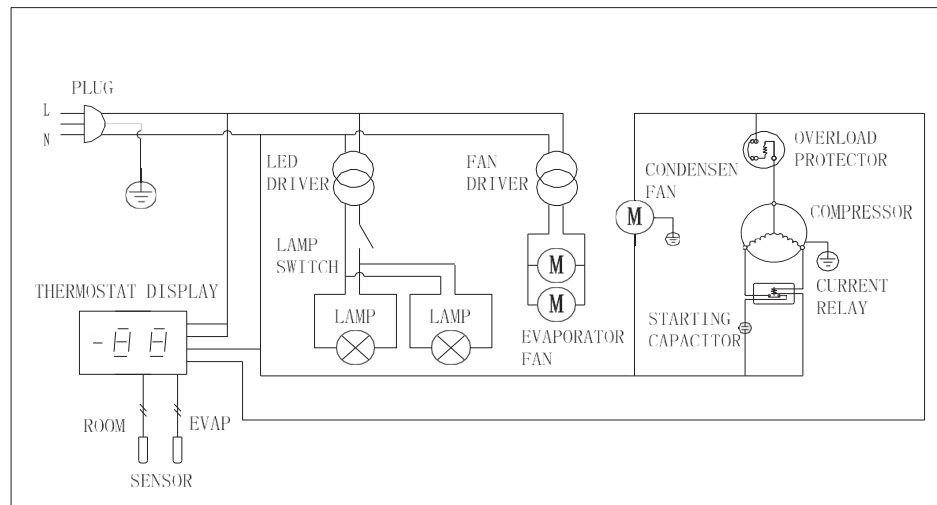 PLUG
L
N
LED
DRIVER
FAN
DRIVER
CONDENSEN
FAN
M
OVERLOAD
PROTECTOR
COMPRESSOR
LAMP
SWITCH
M
M
EVAPORATOR
FAN
THERMOSTAT DISPLAY
-88
LAMP
LAMP
STARTING
CAPACITOR
CURRENT
RELAY
ROOM
EVAP
SENSOR